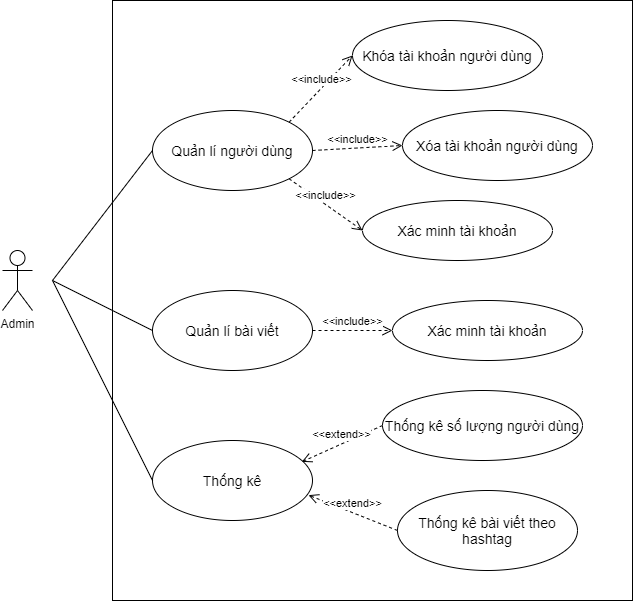 Khóa tài khoản người dùng
<<include>>
Quản lí người dùng
<<include>>
Xóa tài khoản người dùng
<<include>>
Xác minh tài khoản
Admin
Quản lí bài viết
<<include>>
Xác minh tài khoản
Thống kê số lượng người dùng
<<extend>>
Thống kê
<<extend>>
Thống kê bài viết theo
hashtag